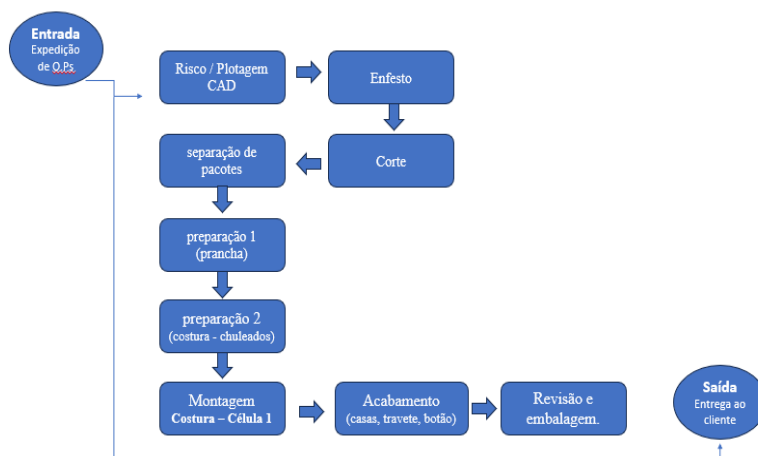 Entrada
Expedição
de O.Ps
Risco / Plotagem
CAD
Enfesto
Corte
separação de
pacotes
preparação 1
(prancha)
preparação 2
(costura - chuleados)
Montagem
Costura – Célula 1
Acabamento
(casas, travete, botão)
Revisão e
embalagem.
Saída
Entrega ao
cliente